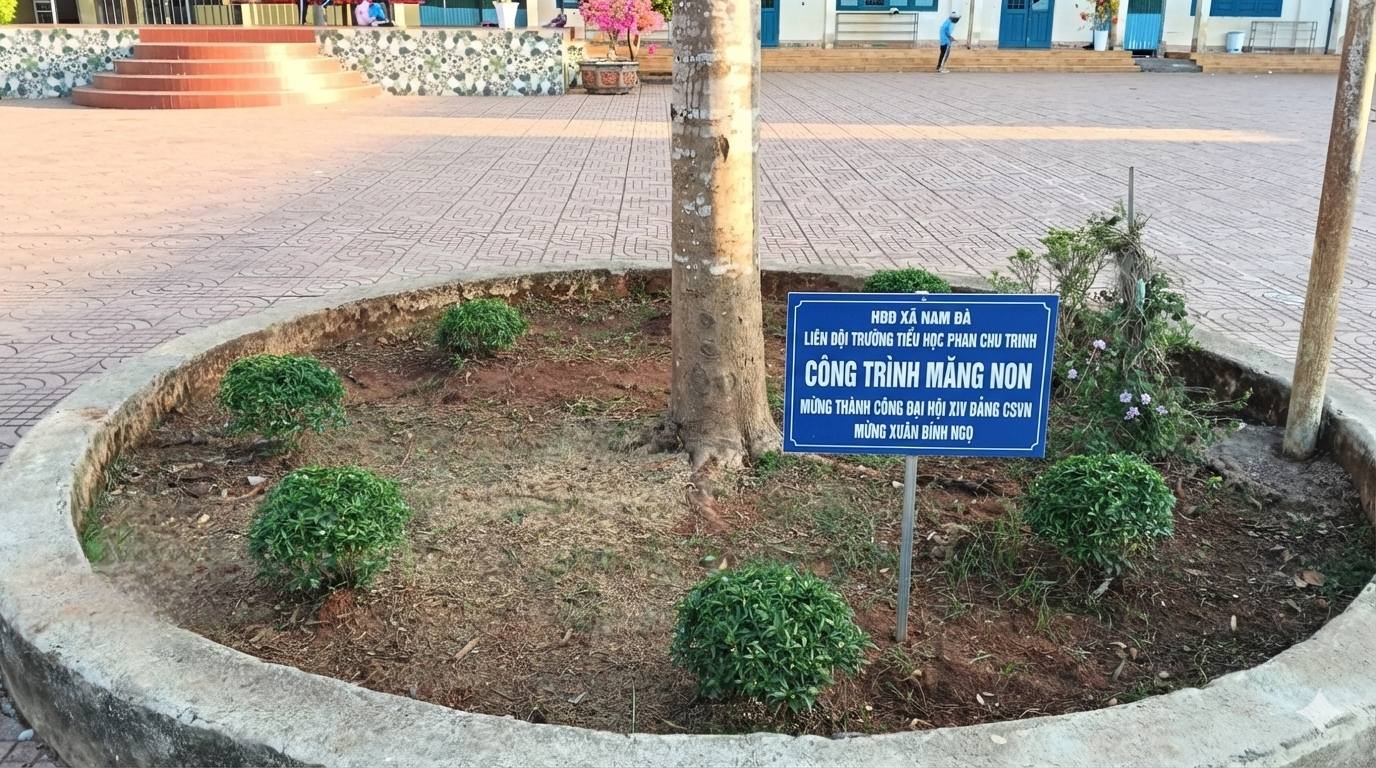 HĐĐ XÃ NAM ĐÀ
LIÊN ĐỘI TRƯỜNG TIỂU HỌC PHAN CHU TRINH
CÔNG TRÌNH MĂNG NON
MỪNG THÀNH CÔNG ĐẠI HỘI XIV ĐẢNG CSVN
MỪNG XUÂN BÍNH NGỌ